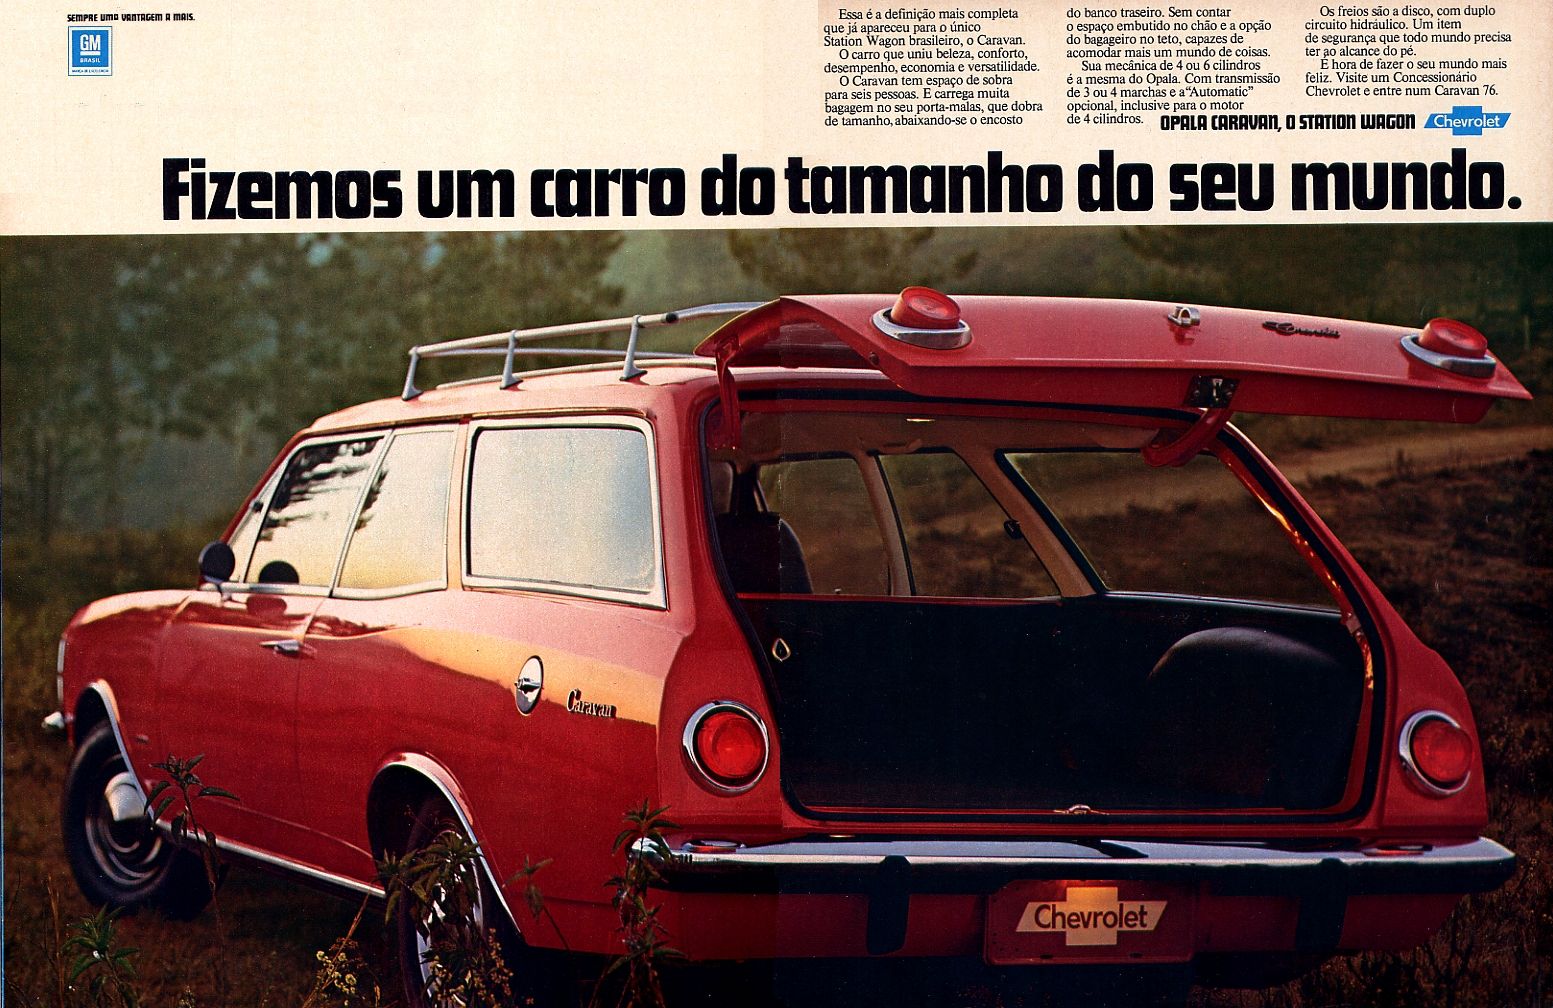 SEMPRE UMA VANTAGEM A MAIS.
GM
BRASIL
MARCA DE EXCELÊNCIA
Essa é a definição mais completa
que já apareceu para o único
Station Wagon brasileiro, o Caravan.
O carro que uniu beleza, conforto,
desempenho, economia e versatilidade.
O Caravan tem espaço de sobra
para seis pessoas. E carrega muita
bagagem no seu porta-malas, que dobra
de tamanho, abaixando-se o encosto
do banco traseiro. Sem contar
o espaço embutido no chão e a opção
do bagageiro no teto, capazes de
acomodar mais um mundo de coisas.
Sua mecânica de 4 ou 6 cilindros
é a mesma do Opala. Com transmissão
de 3 ou 4 marchas e a "Automatic"
opcional, inclusive para o motor
de 4 cilindros.
Os freios são a disco, com duplo
circuito hidráulico. Um item
de segurança que todo mundo precisa
ter ao alcance do pé.
É hora de fazer o seu mundo mais
feliz. Visite um Concessionário
Chevrolet e entre num Caravan 76.
OPALA CARAVAN, O STATION WAGON Chevrolet
Fizemos um carro do tamanho do seu mundo.
Caravan
Chevrolet